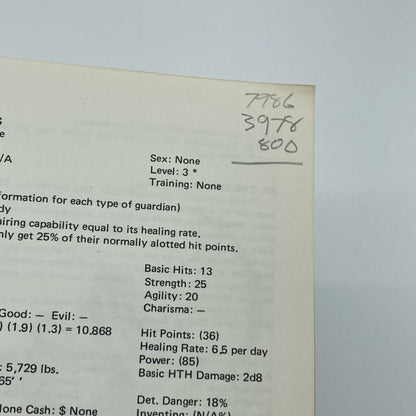 7986
3978
800
/A
Sex: None
Level: 3 *
Training: None
formation for each type of guardian)
dy
airing capability equal to its healing rate.
nly get 25% of their normally alotted hit points.
Basic Hits: 13
Strength: 25
Agility: 20
Charisma: —
Good: — Evil: —
) (1.9) (1.3) = 10.868
Hit Points: (36)
Healing Rate: 6.5 per day
Power: (85)
Basic HTH Damage: 2d8
: 5,729 lbs.
65' '
Det. Danger: 18%
lone Cash: $ None
Inventing: (N/A%)